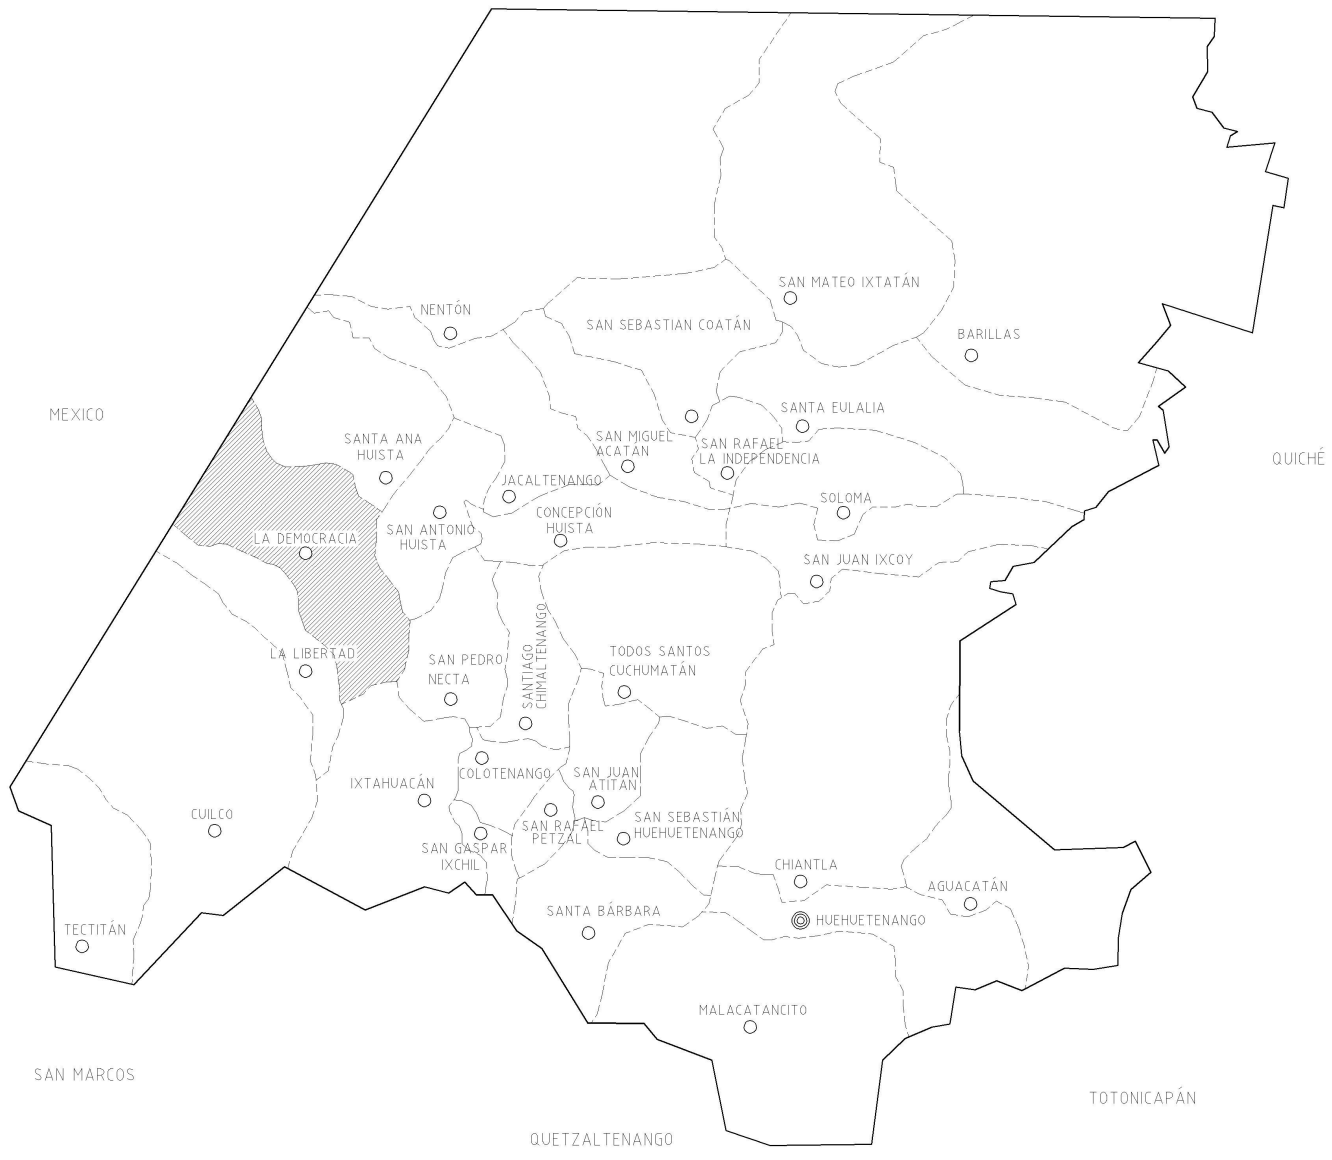 SAN MATEO IXTATÁN
NENTÓN
SAN SEBASTIAN COATÁN
BARILLAS
MEXICO
SANTA EULALIA
SANTA ANA
HUISTA
SAN MIGUEL
ACATÁN
SAN RAFAEL
LA INDEPENDENCIA
QUICHÉ
JACALTENANGO
SOLOMA
SAN ANTONIO
HUISTA
CONCEPCIÓN
HUISTA
LA DEMOCRACIA
SAN JUAN IXCOY
LA LIBERTAD
SAN PEDRO
NECTA
SANTIAGO
CHIMALTENANGO
TODOS SANTOS
CUCHUMATÁN
COLOTENANGO
SAN JUAN
ATITÁN
IXTAHUACÁN
CUILCO
SAN RAFAEL
PETZAL
SAN SEBASTIÁN
HUEHUETENANGO
SAN GASPAR
IXCHIL
CHIANTLA
AGUACATÁN
SANTA BÁRBARA
HUEHUETENANGO
TECTITÁN
MALACATANCITO
SAN MARCOS
TOTONICAPÁN
QUETZALTENANGO